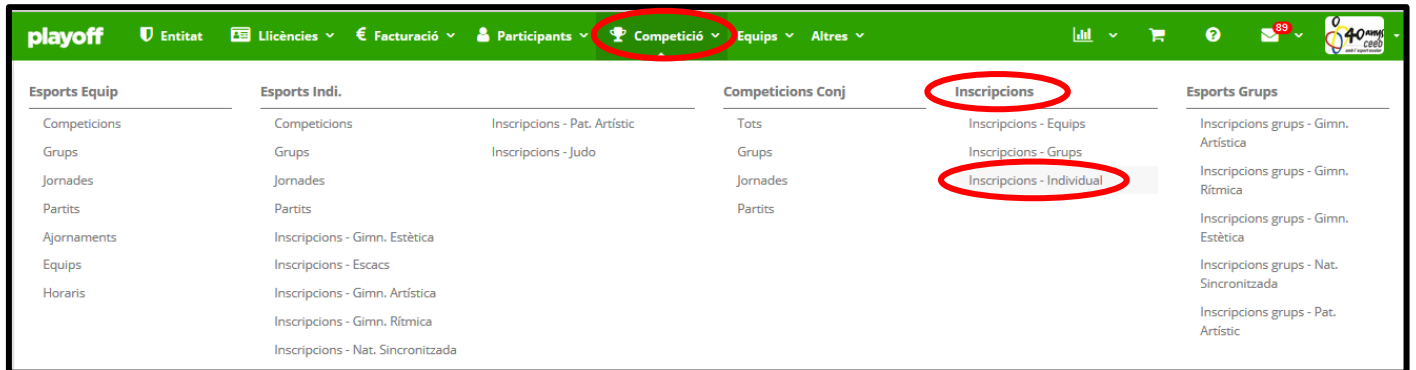 playoff Entitat Llicències € Facturació Participants Competició Equips Altres 89 40 anys ceeb
Esports Equip
Competicions
Grups
Jornades
Partits
Ajornaments
Equips
Horaris
Esports Indi.
Competicions
Grups
Jornades
Partits
Inscripcions - Gimn. Estètica
Inscripcions - Escacs
Inscripcions - Gimn. Artística
Inscripcions - Gimn. Rítmica
Inscripcions - Nat. Sincronitzada
Inscripcions - Pat. Artístic
Inscripcions - Judo
Competicions Conj
Tots
Grups
Jornades
Partits
Inscripcions
Inscripcions - Equips
Inscripcions - Grups
Inscripcions - Individual
Esports Grups
Inscripcions grups - Gimn.
Artística
Inscripcions grups - Gimn.
Rítmica
Inscripcions grups - Gimn.
Estètica
Inscripcions grups - Nat.
Sincronitzada
Inscripcions grups - Pat.
Artístic